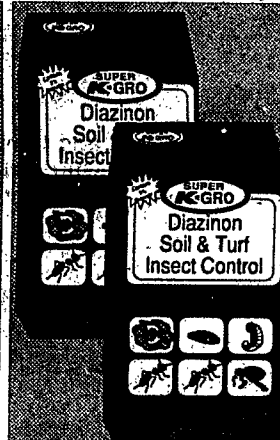 SUPER
K-GRO
Diazinon
Soil
Insect
SUPER
K-GRO
Diazinon
Soil & Turf
Insect Control